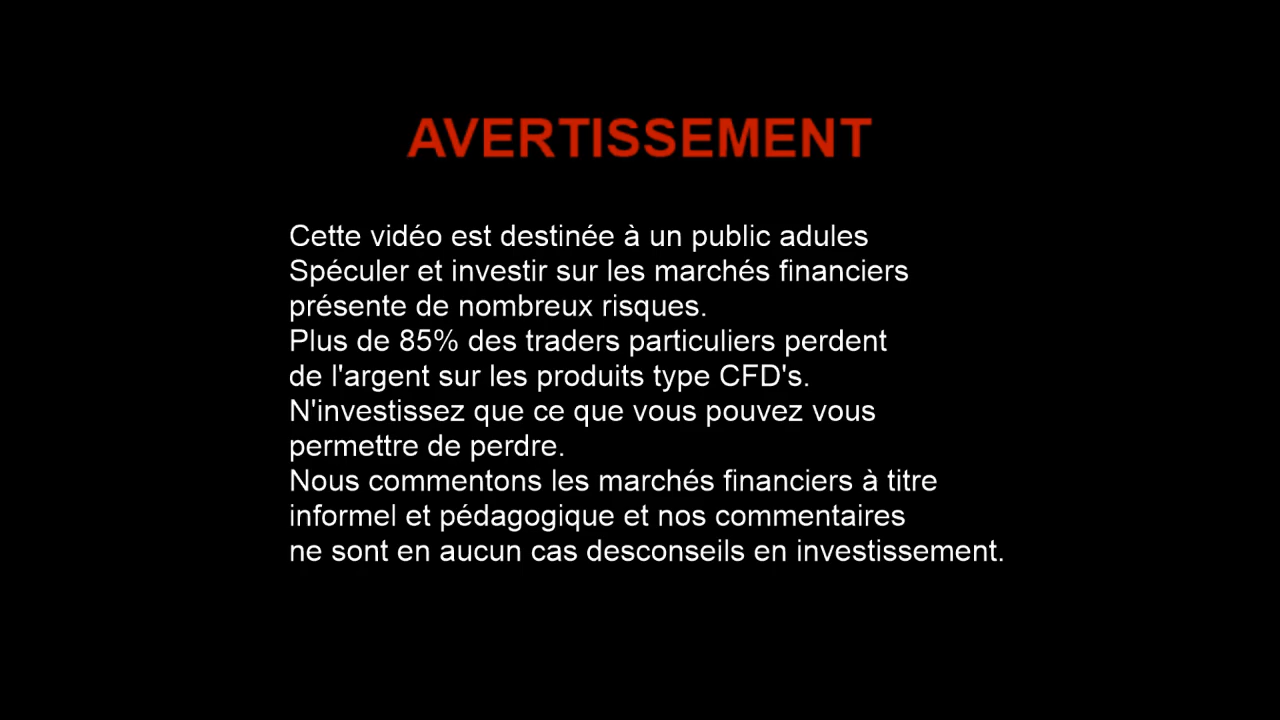 AVERTISSEMENT
Cette vidéo est destinée à un public adules
Spéculer et investir sur les marchés financiers
présente de nombreux risques.
Plus de 85% des traders particuliers perdent
de l'argent sur les produits type CFD's.
N'investissez que ce que vous pouvez vous
permettre de perdre.
Nous commentons les marchés financiers à titre
informel et pédagogique et nos commentaires
ne sont en aucun cas desconseils en investissement.